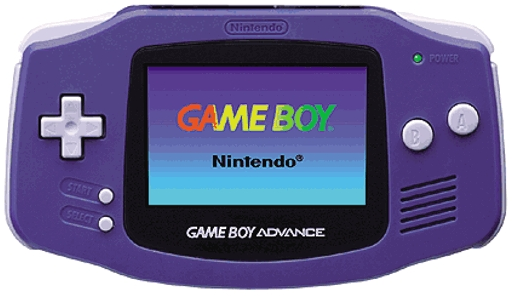 Nintendo
POWER
GAME BOY.
Nintendo®
A
B
START
SELECT
GAME BOY ADVANCE